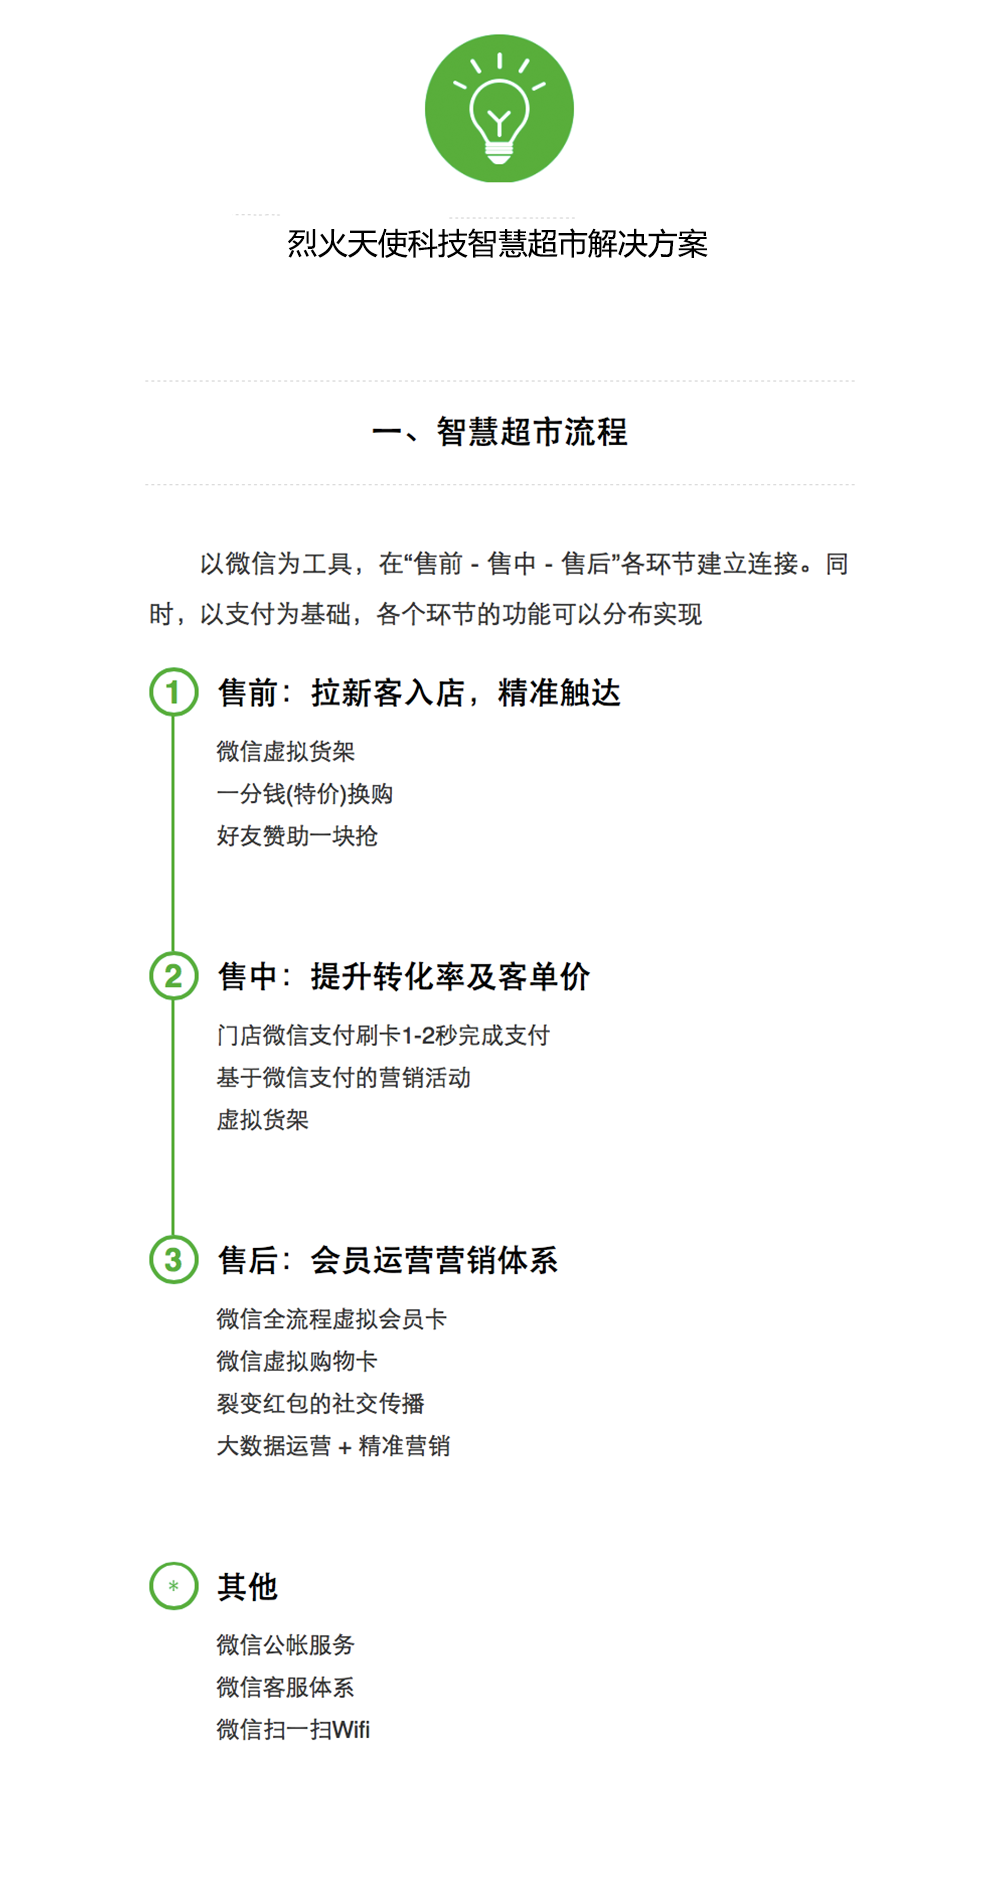 烈火天使科技智慧超市解决方案
一、智慧超市流程
以微信为工具，在“售前 - 售中 - 售后”各环节建立连接。同
时，以支付为基础，各个环节的功能可以分布实现
1 售前：拉新客入店，精准触达
微信虚拟货架
一分钱(特价)换购
好友赞助一块抢
2 售中：提升转化率及客单价
门店微信支付刷卡1-2秒完成支付
基于微信支付的营销活动
虚拟货架
3 售后：会员运营营销体系
微信全流程虚拟会员卡
微信虚拟购物卡
裂变红包的社交传播
大数据运营 + 精准营销
* 其他
微信公帐服务
微信客服体系
微信扫一扫Wifi